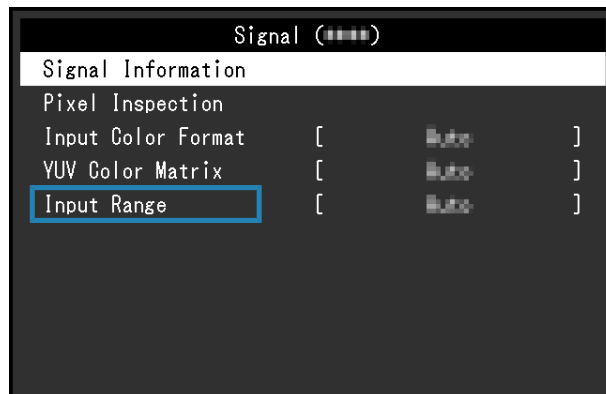 Signal (
)
Signal Information
Pixel Inspection
Input Color Format [ ]
YUV Color Matrix [ ]
Input Range [ ]